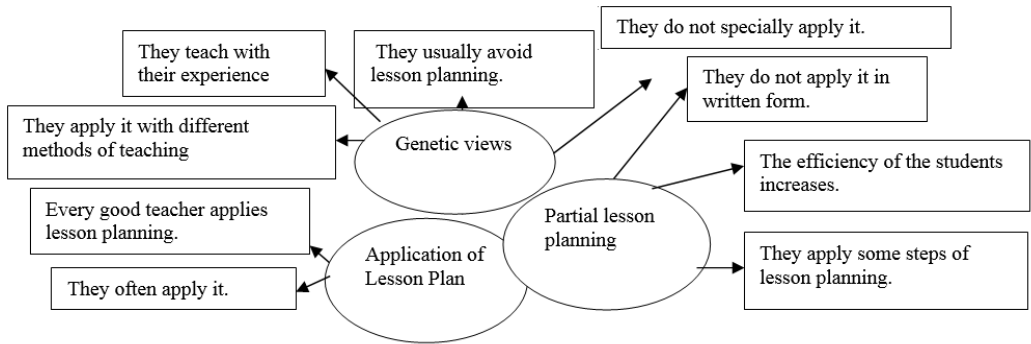 They do not specially apply it.
They teach with
their experience
They usually avoid
lesson planning.
They do not apply it in
written form.
They apply it with different
methods of teaching
Genetic views
The efficiency of the students
increases.
Every good teacher applies
lesson planning.
Partial lesson
planning
Application of
Lesson Plan
They apply some steps of
lesson planning.
They often apply it.